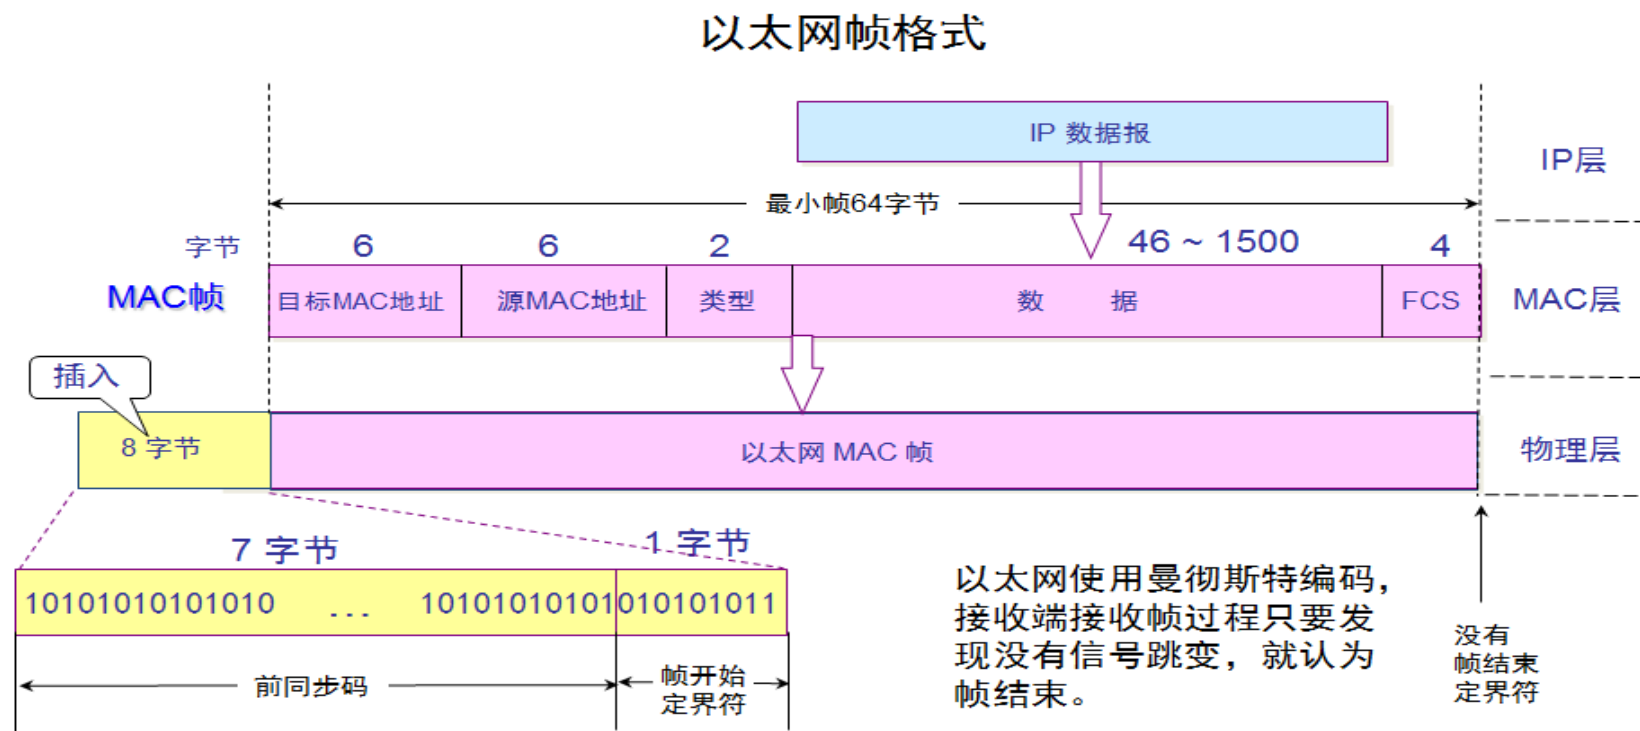 以太网帧格式
IP 数据报
IP层
最小帧64字节
字节 6 6 2 46 ~ 1500 4
MAC帧 目标MAC地址 源MAC地址 类型 数 据 FCS MAC层
插入
8 字节 以太网 MAC 帧 物理层
7 字节 1 字节
10101010101010 ... 10101010101010101011
前同步码
帧开始
定界符
以太网使用曼彻斯特编码，
接收端接收帧过程只要发
现没有信号跳变，就认为
帧结束。
没有
帧结束
定界符